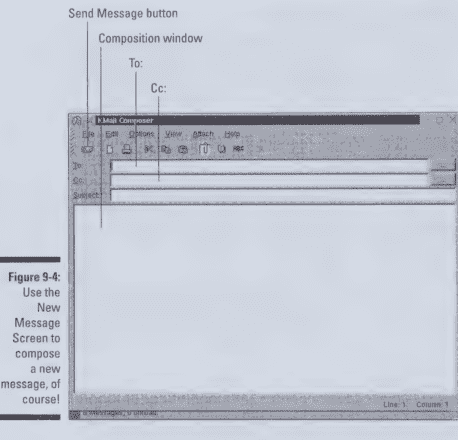 Send Message button
Composition window
To:
Cc:
KMail Composer
File Edit Options View Attach Help
Cc:
Subject:
Line: 1 Column: 1
Figure 9-4:
Use the
New
Message
Screen to
compose
a new
message, of
course!